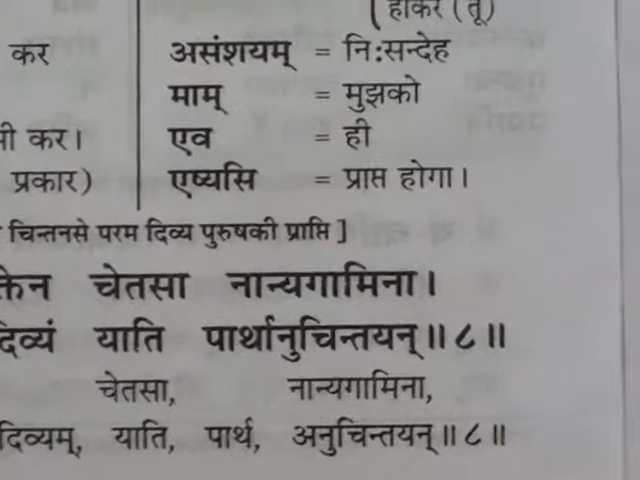 होकर (तू)
कर असंशयम् = निःसन्देह
माम् = मुझको
कर। एव = ही
प्रकार) एष्यसि = प्राप्त होगा।
चिन्तनसे परम दिव्य पुरुषकी प्राप्ति ]
चेतसा नान्यगामिना।
दिव्यं याति पार्थानुचिन्तयन्॥ ८॥
चेतसा, नान्यगामिना,
दिव्यम्, याति, पार्थ, अनुचिन्तयन्॥ ८॥